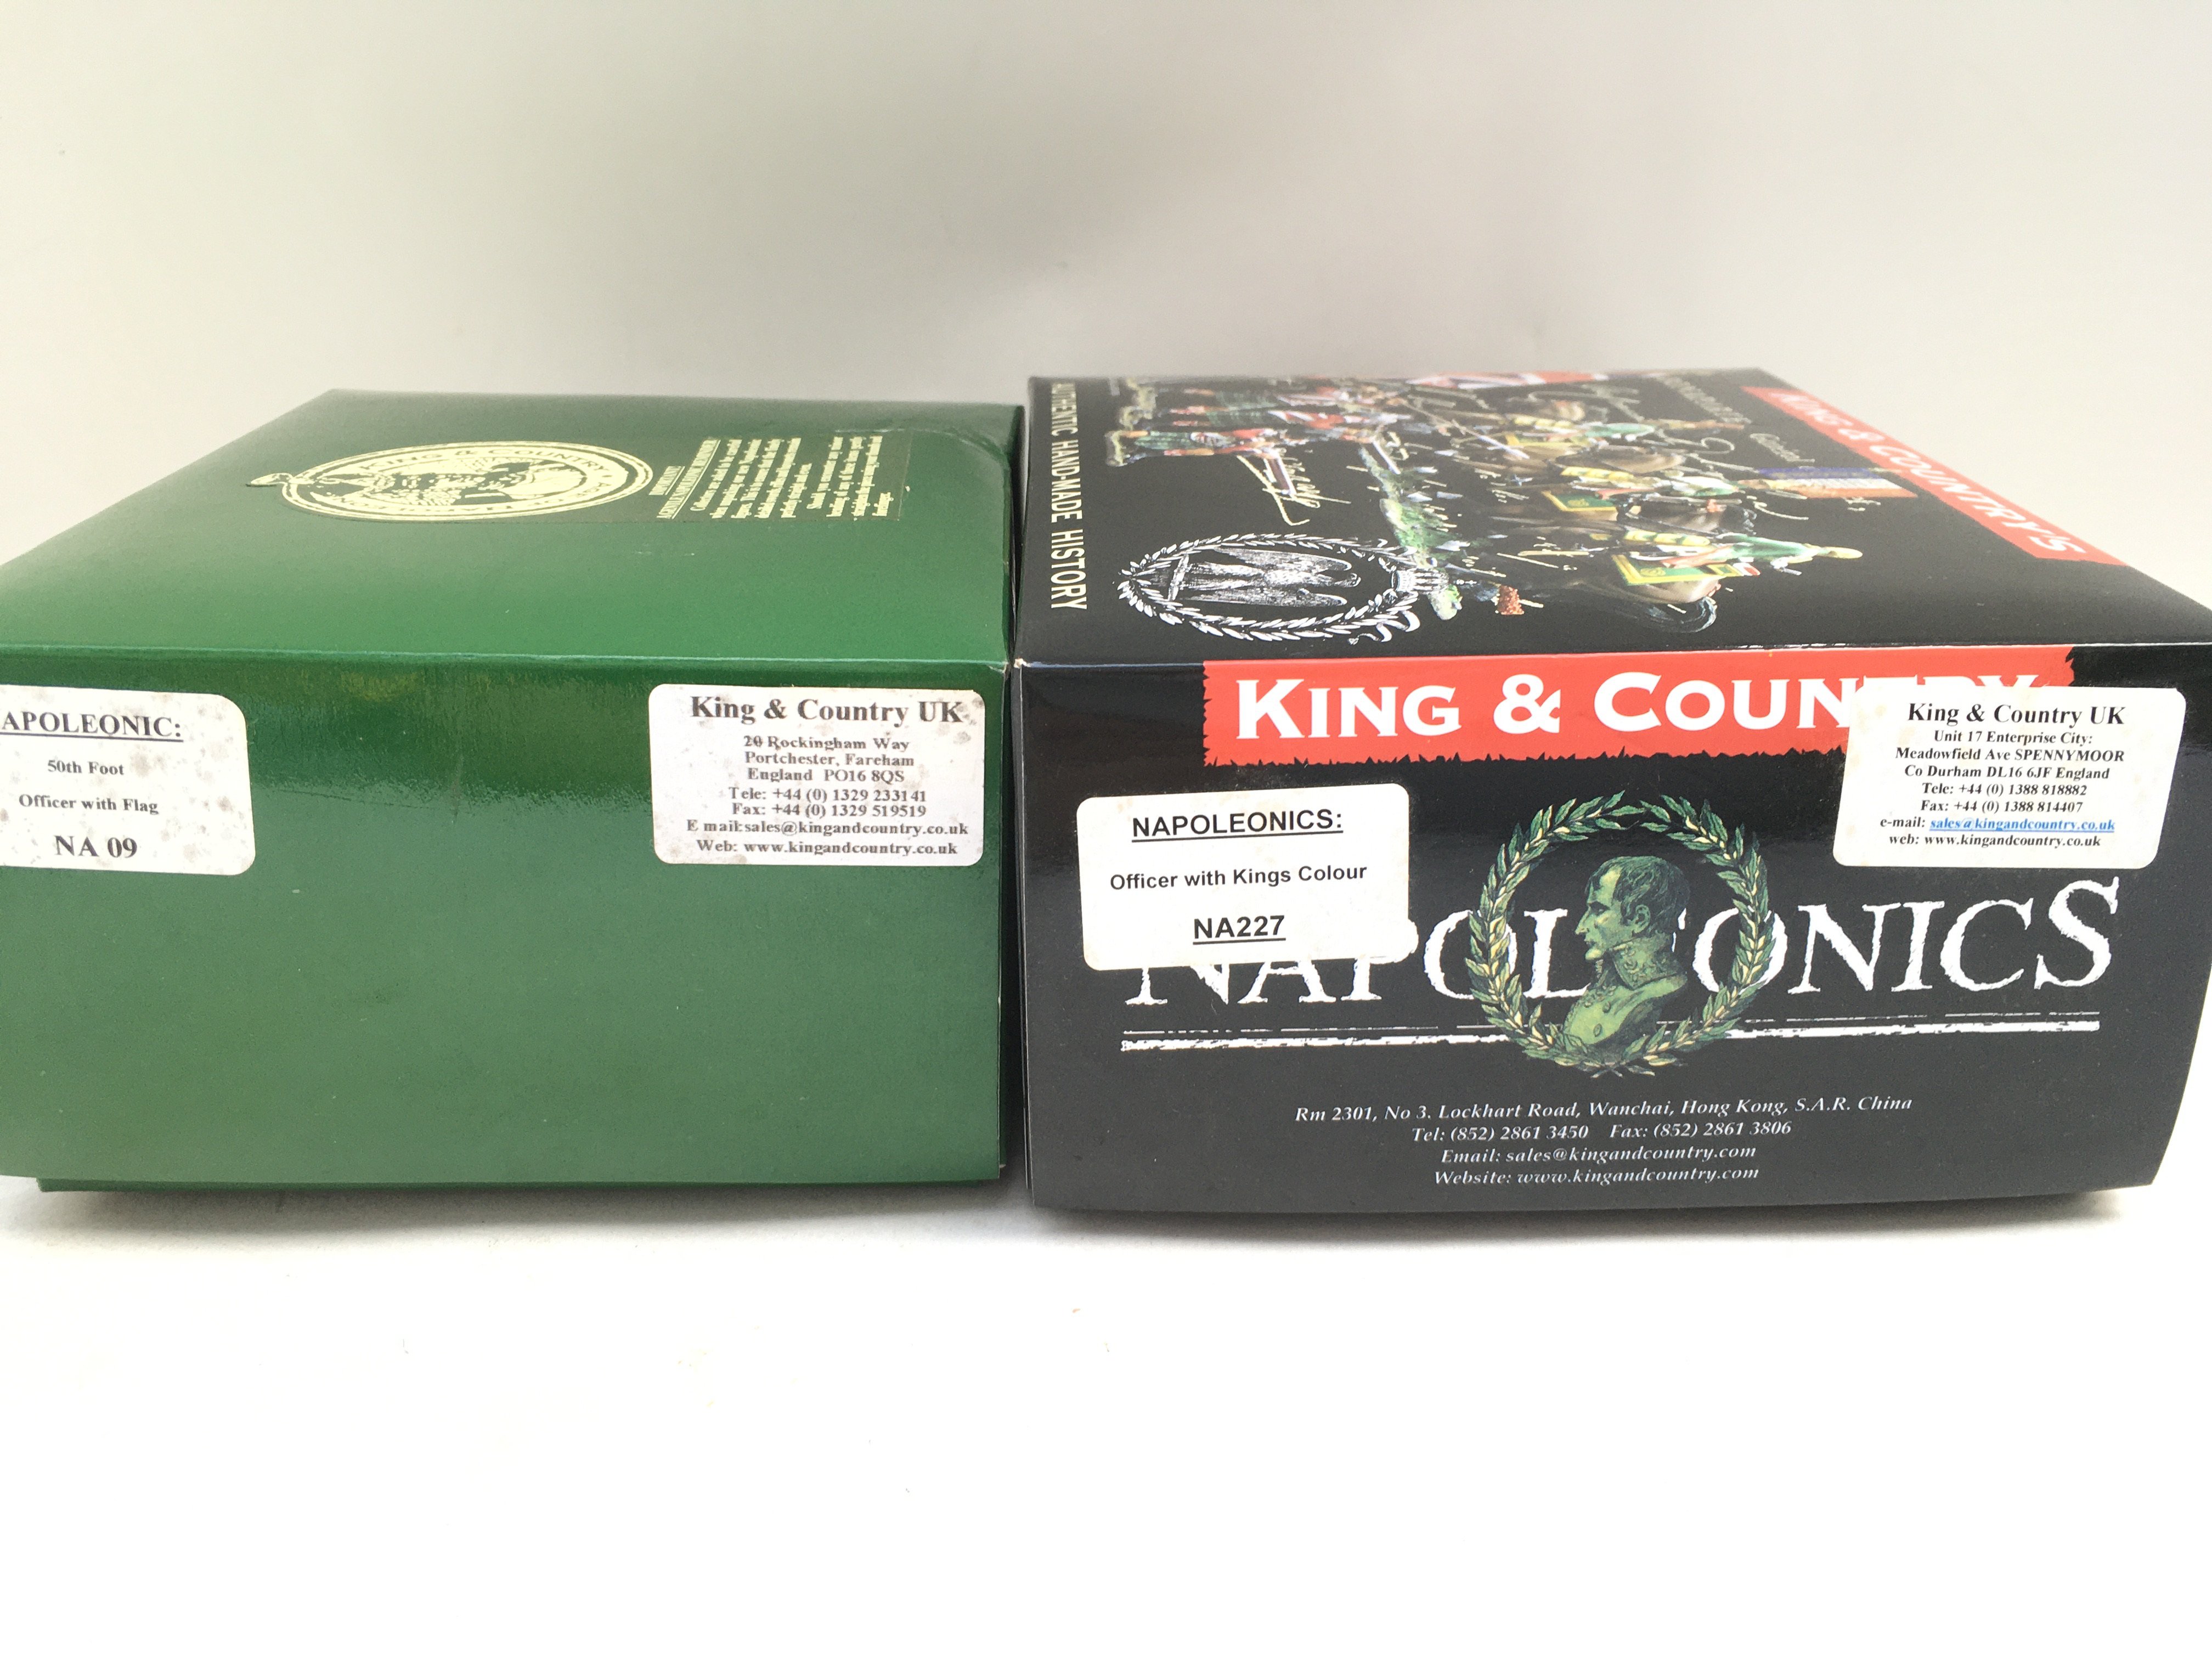 KING & COUNTRY
APOLEONIC:
50th Foot
Officer with Flag
NA 09
King & Country UK
20 Rockingham Way
Portchester, Fareham
England PO16 8QS
Tele: +44 (0) 1329 233141
Fax: +44 (0) 1329 519519
E mail:sales@kingandcountry.co.uk
Web: www.kingandcountry.co.uk
AUTHENTIC HAND-MADE HISTORY
KING & COUNTRY'S
KING & COUNTRY
King & Country UK
Unit 17 Enterprise City:
Meadowfield Ave SPENNYMOOR
Co Durham DL16 6JF England
Tele: +44 (0) 1388 818882
Fax: +44 (0) 1388 814407
e-mail: sales@kingandcountry.co.uk
web: www.kingandcountry.co.uk
NAPOLEONICS:
Officer with Kings Colour
NA227
NAPOLEONICS
Rm 2301, No 3. Lockhart Road, Wanchai, Hong Kong, S.A.R. China
Tel: (852) 2861 3450 Fax: (852) 2861 3806
Email: sales@kingandcountry.com
Website: www.kingandcountry.com